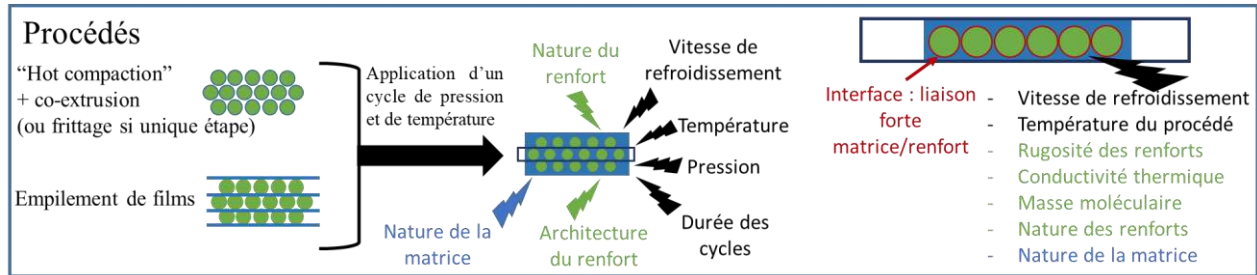 Procédés
“Hot compaction”
+ co-extrusion
(ou frittage si unique étape)
Empilement de films
Application d’un
cycle de pression
et de température
Nature du
renfort
Vitesse de
refroidissement
Température
Pression
Durée des
cycles
Architecture
du renfort
Nature de la
matrice
Interface : liaison
forte
matrice/renfort
- Vitesse de refroidissement
- Température du procédé
- Rugosité des renforts
- Conductivité thermique
- Masse moléculaire
- Nature des renforts
- Nature de la matrice